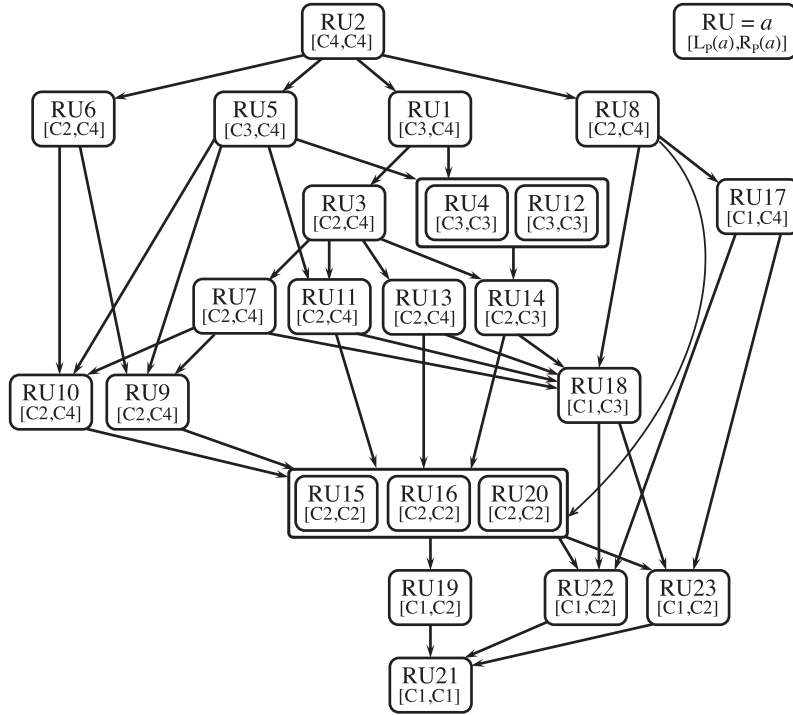 RU2
[C4,C4]
RU = a
[L_P(a),R_P(a)]
RU6
[C2,C4]
RU5
[C3,C4]
RU1
[C3,C4]
RU8
[C2,C4]
RU3
[C2,C4]
RU4
[C3,C3]
RU12
[C3,C3]
RU17
[C1,C4]
RU7
[C2,C4]
RU11
[C2,C4]
RU13
[C2,C4]
RU14
[C2,C3]
RU10
[C2,C4]
RU9
[C2,C4]
RU18
[C1,C3]
RU15
[C2,C2]
RU16
[C2,C2]
RU20
[C2,C2]
RU19
[C1,C2]
RU22
[C1,C2]
RU23
[C1,C2]
RU21
[C1,C1]